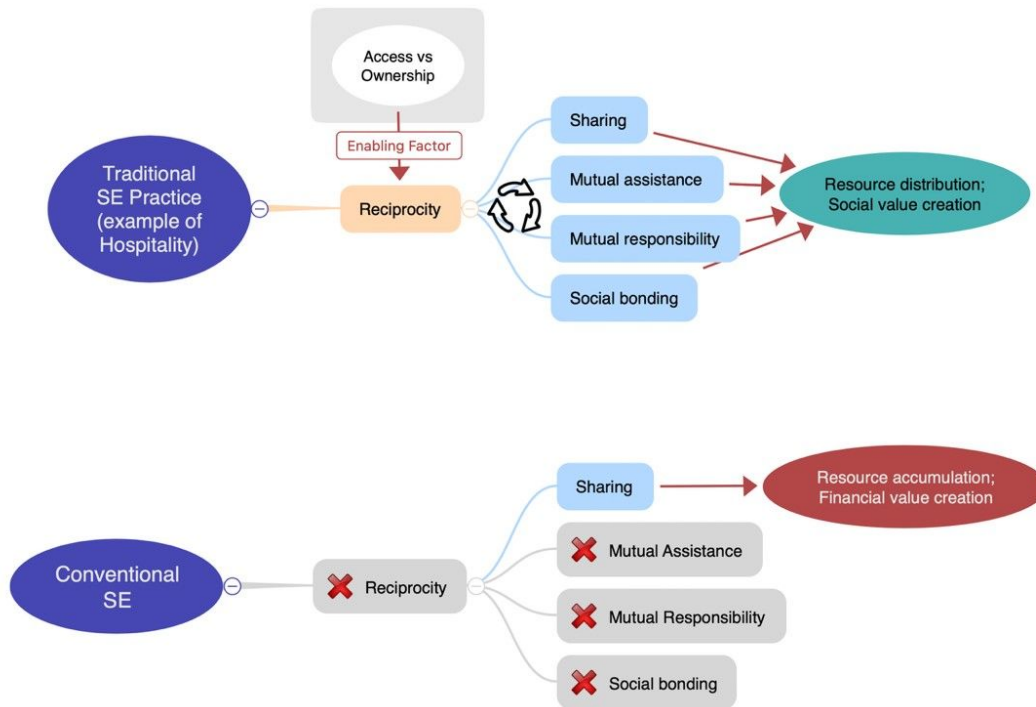 Access vs
Ownership
Enabling Factor
Traditional
SE Practice
(example of
Hospitality)
Reciprocity
Sharing
Mutual assistance
Mutual responsibility
Social bonding
Resource distribution;
Social value creation
Conventional
SE
Reciprocity
Sharing
Mutual Assistance
Mutual Responsibility
Social bonding
Resource accumulation;
Financial value creation